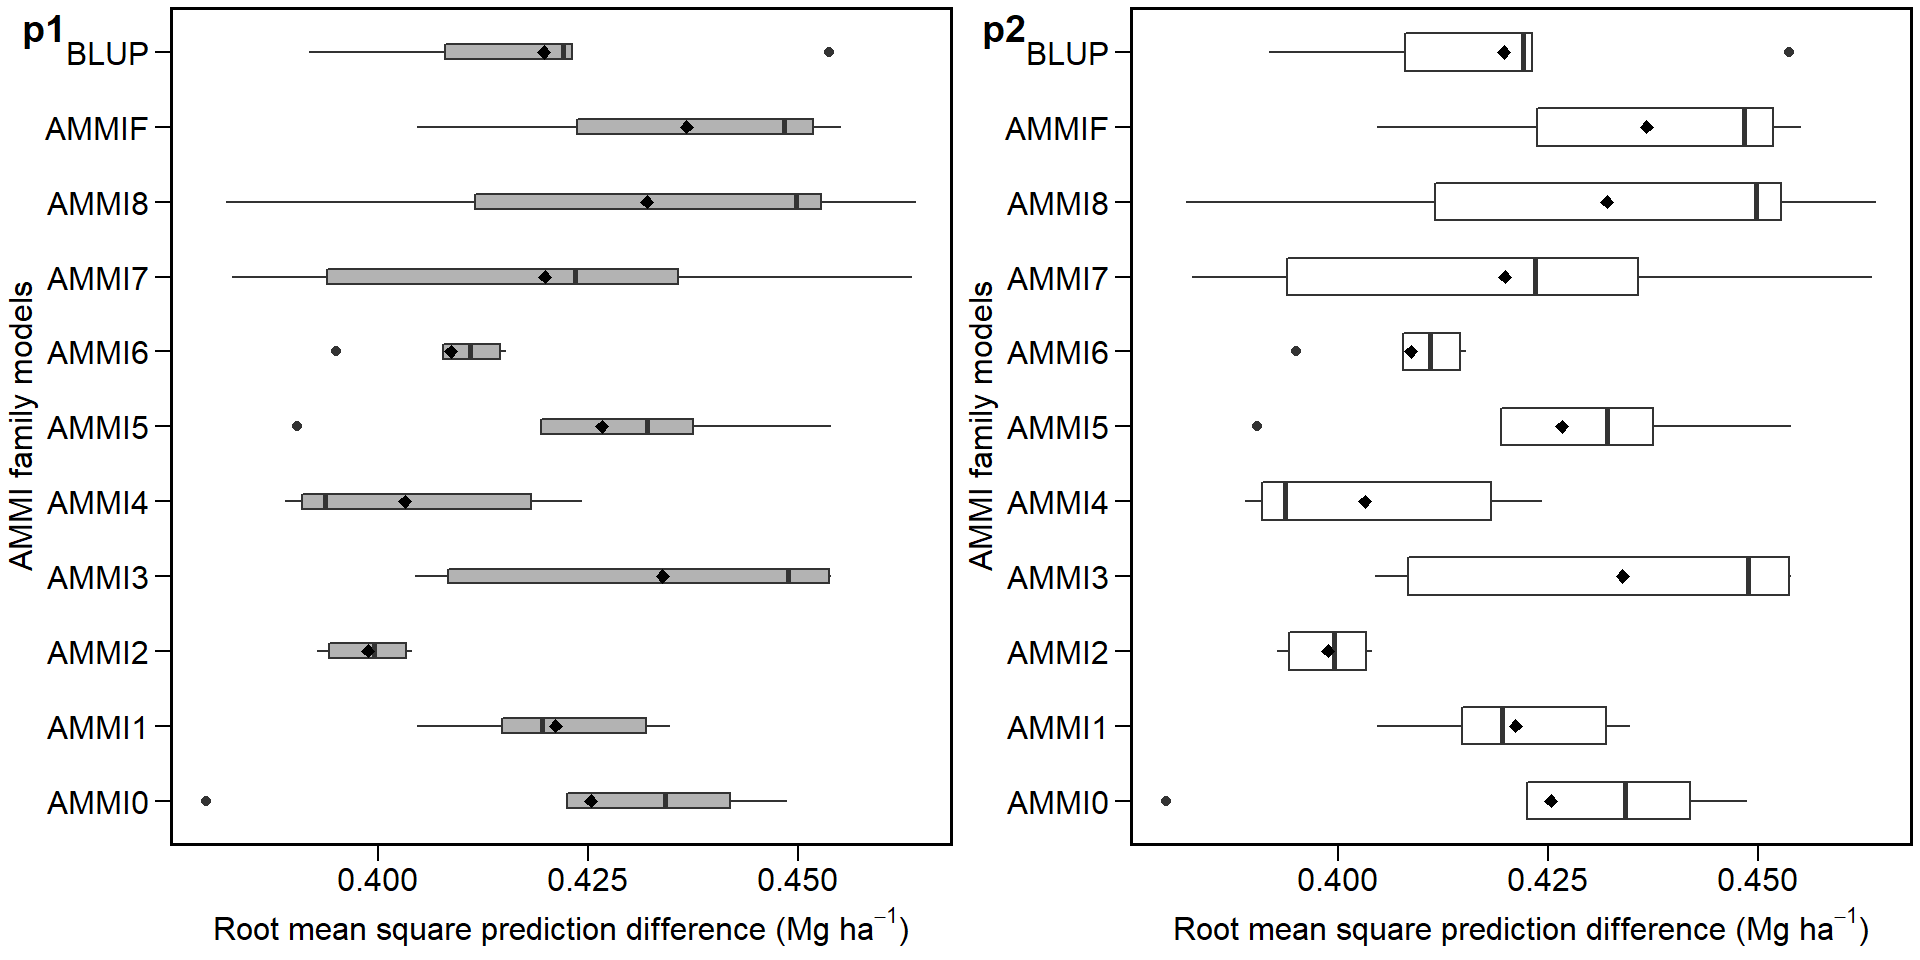 p1
BLUP
AMMIF
AMMI8
AMMI7
AMMI6
AMMI5
AMMI4
AMMI3
AMMI2
AMMI1
AMMI0
AMMI family models
0.400 0.425 0.450
Root mean square prediction difference (Mg ha⁻¹)
p2
BLUP
AMMIF
AMMI8
AMMI7
AMMI6
AMMI5
AMMI4
AMMI3
AMMI2
AMMI1
AMMI0
AMMI family models
0.400 0.425 0.450
Root mean square prediction difference (Mg ha⁻¹)